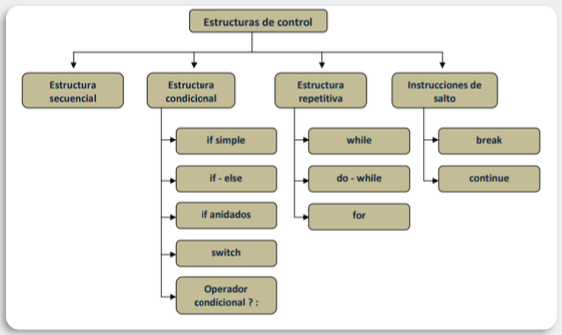 Estructuras de control
Estructura
secuencial
Estructura
condicional
Estructura
repetitiva
Instrucciones de
salto
if simple
if - else
if anidados
switch
Operador
condicional ? :
while
do - while
for
break
continue